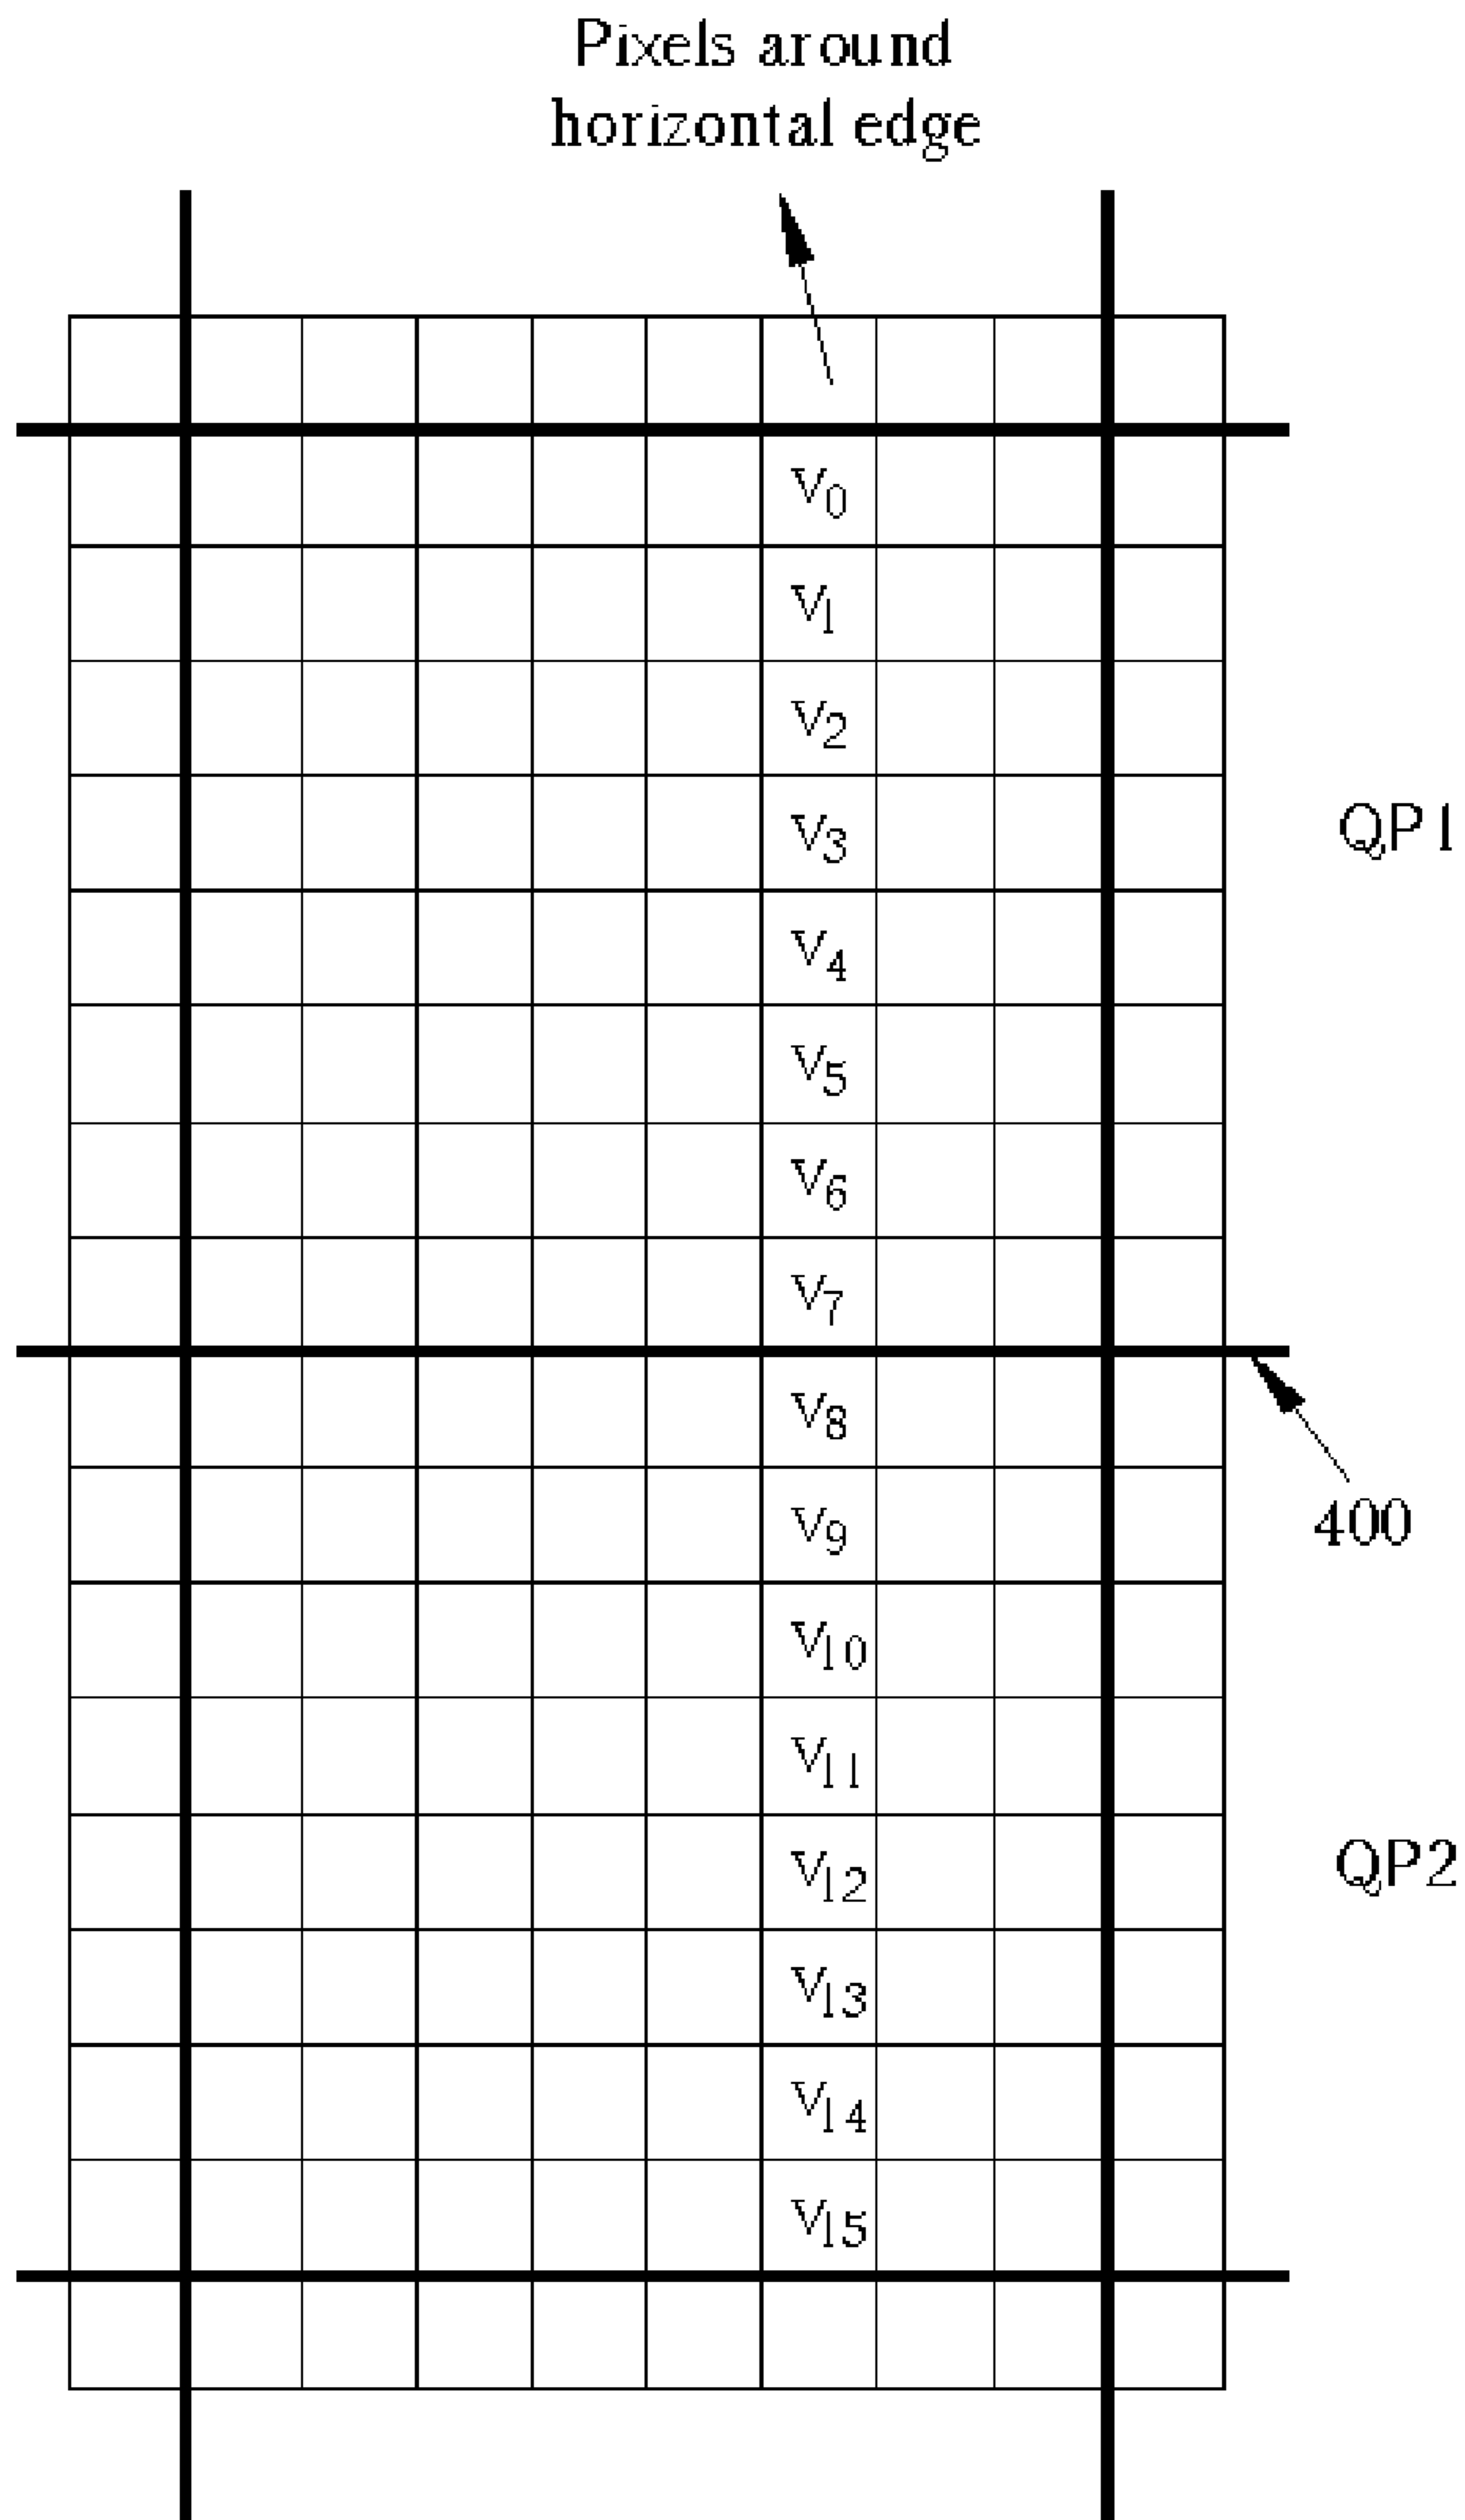 Pixels around
horizontal edge
V0
V1
V2
V3
QP1
V4
V5
V6
V7
V8
V9
400
V10
V11
V12
QP2
V13
V14
V15